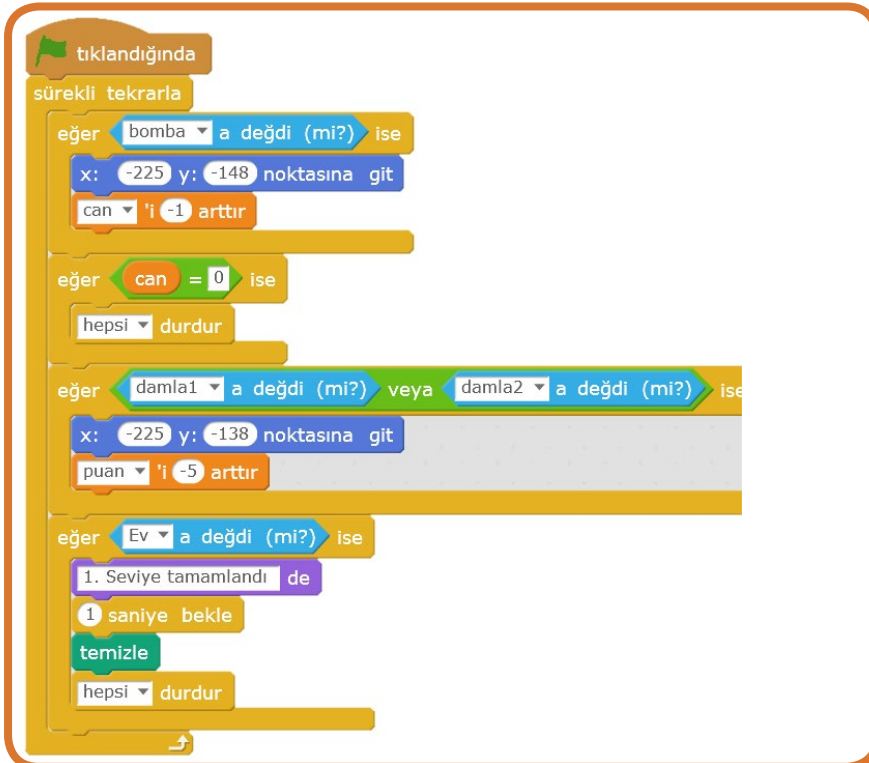 tıklandığında
sürekli tekrarla
eğer bomba a değdi (mi?) ise
x: -225 y: -148 noktasına git
can 'i -1 arttır
eğer can = 0 ise
hepsi durdur
eğer damla1 a değdi (mi?) veya damla2 a değdi (mi?) ise
x: -225 y: -138 noktasına git
puan 'i -5 arttır
eğer Ev a değdi (mi?) ise
1. Seviye tamamlandı de
1 saniye bekle
temizle
hepsi durdur